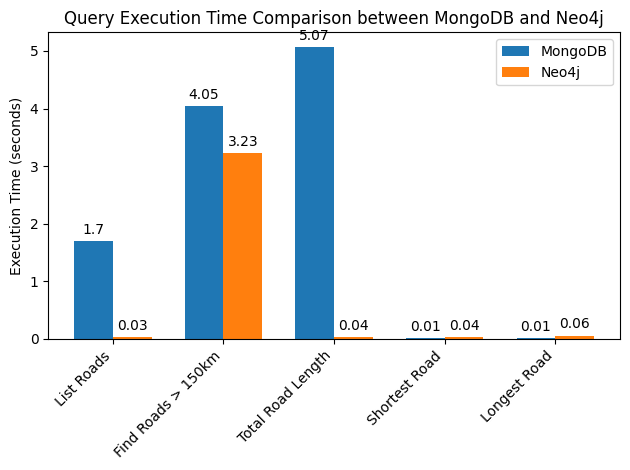 Query Execution Time Comparison between MongoDB and Neo4j
MongoDB
Neo4j
Execution Time (seconds)
5
4
3
2
1
0
1.7
0.03
4.05
3.23
5.07
0.04
0.01
0.04
0.01
0.06
List Roads
Find Roads > 150km
Total Road Length
Shortest Road
Longest Road